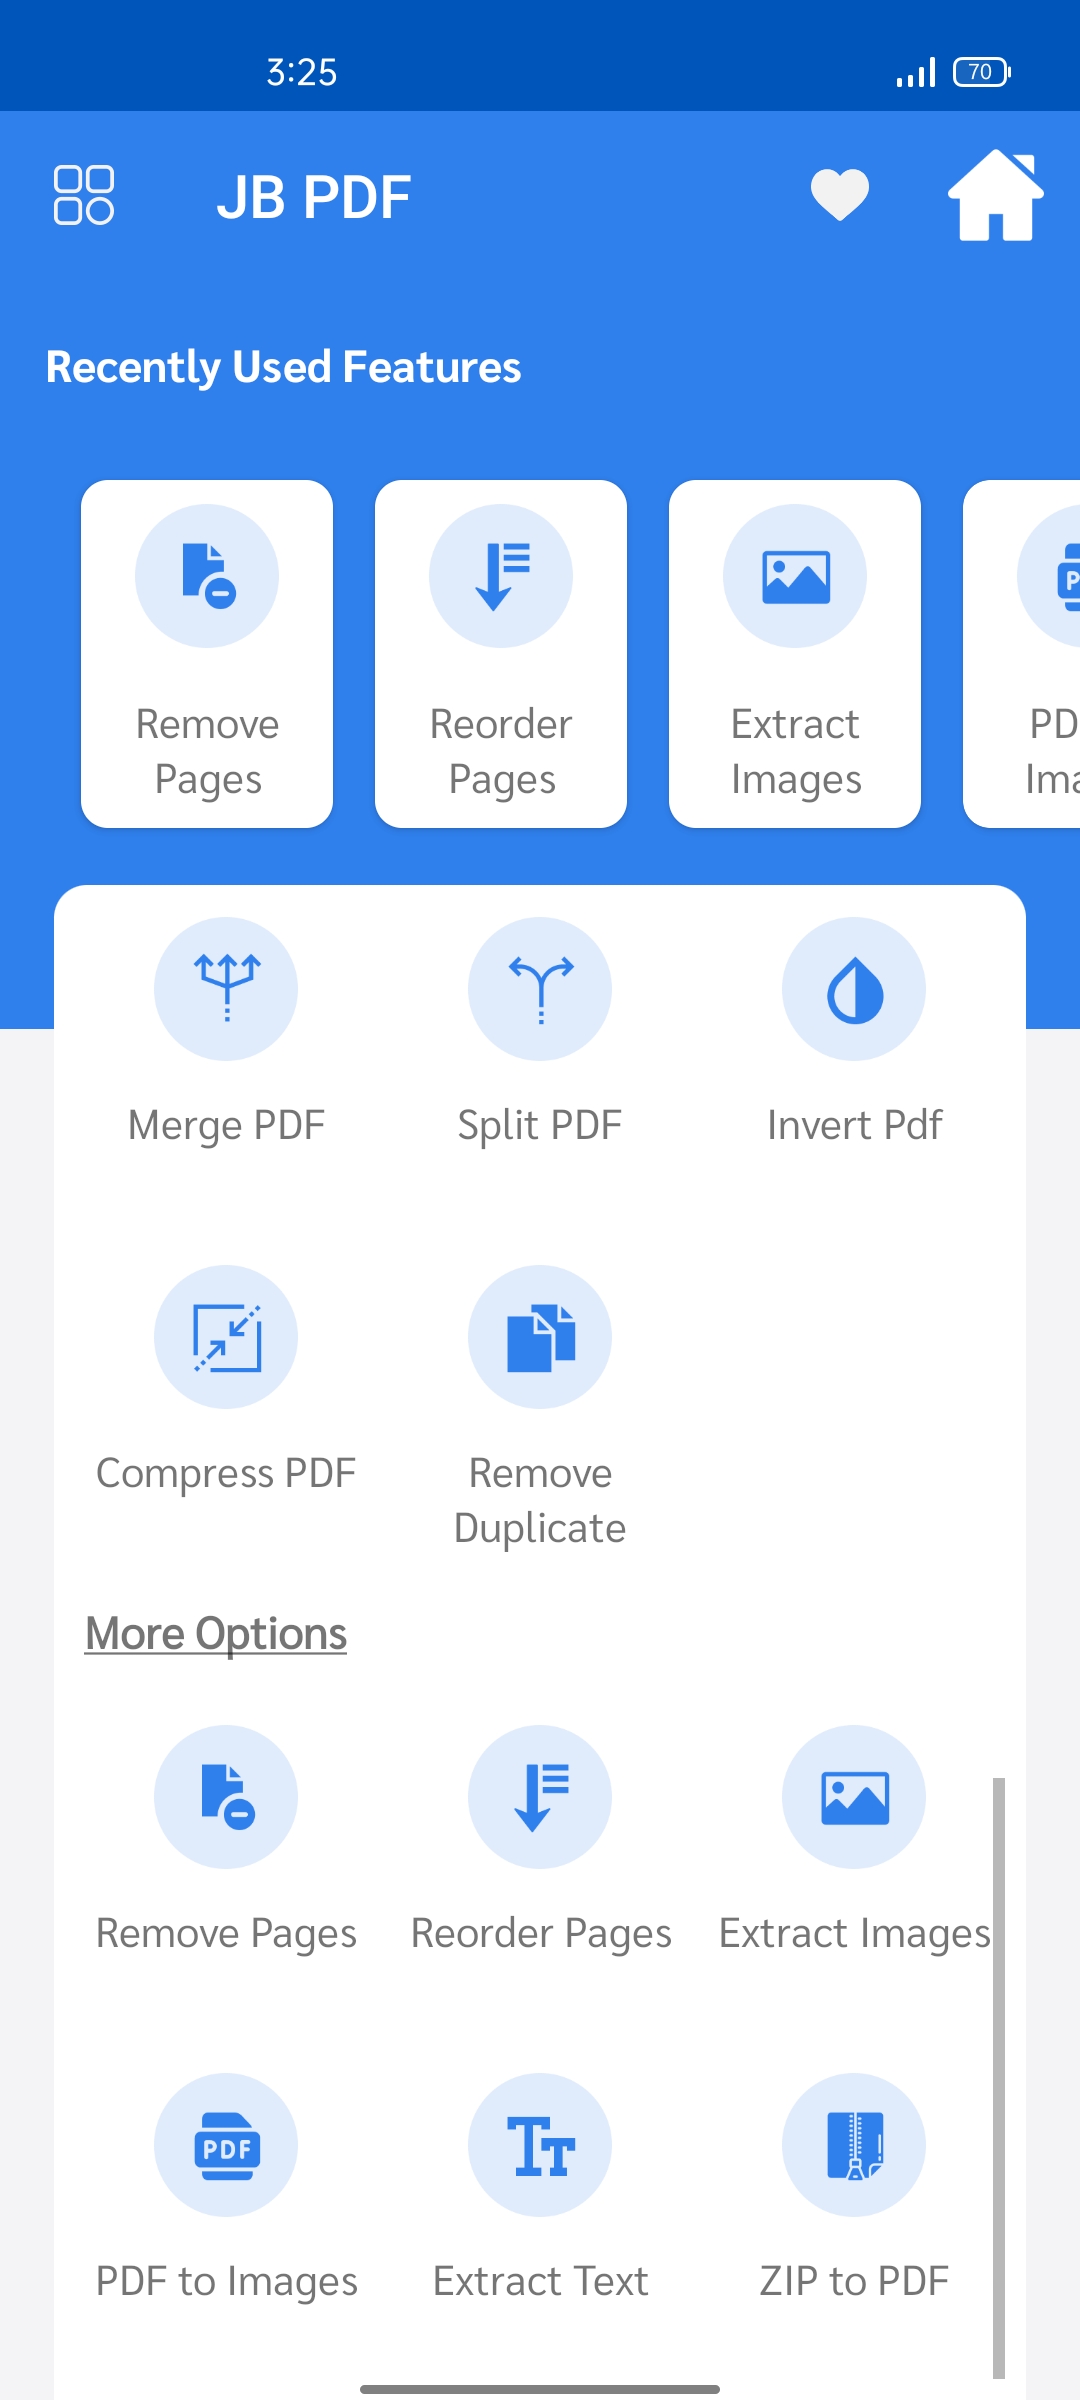 3:25
70
JB PDF
Recently Used Features
Remove
Pages
Reorder
Pages
Extract
Images
PD
Ima
Merge PDF
Split PDF
Invert Pdf
Compress PDF
Remove
Duplicate
More Options
Remove Pages
Reorder Pages
Extract Images
PDF
PDF to Images
Extract Text
ZIP to PDF